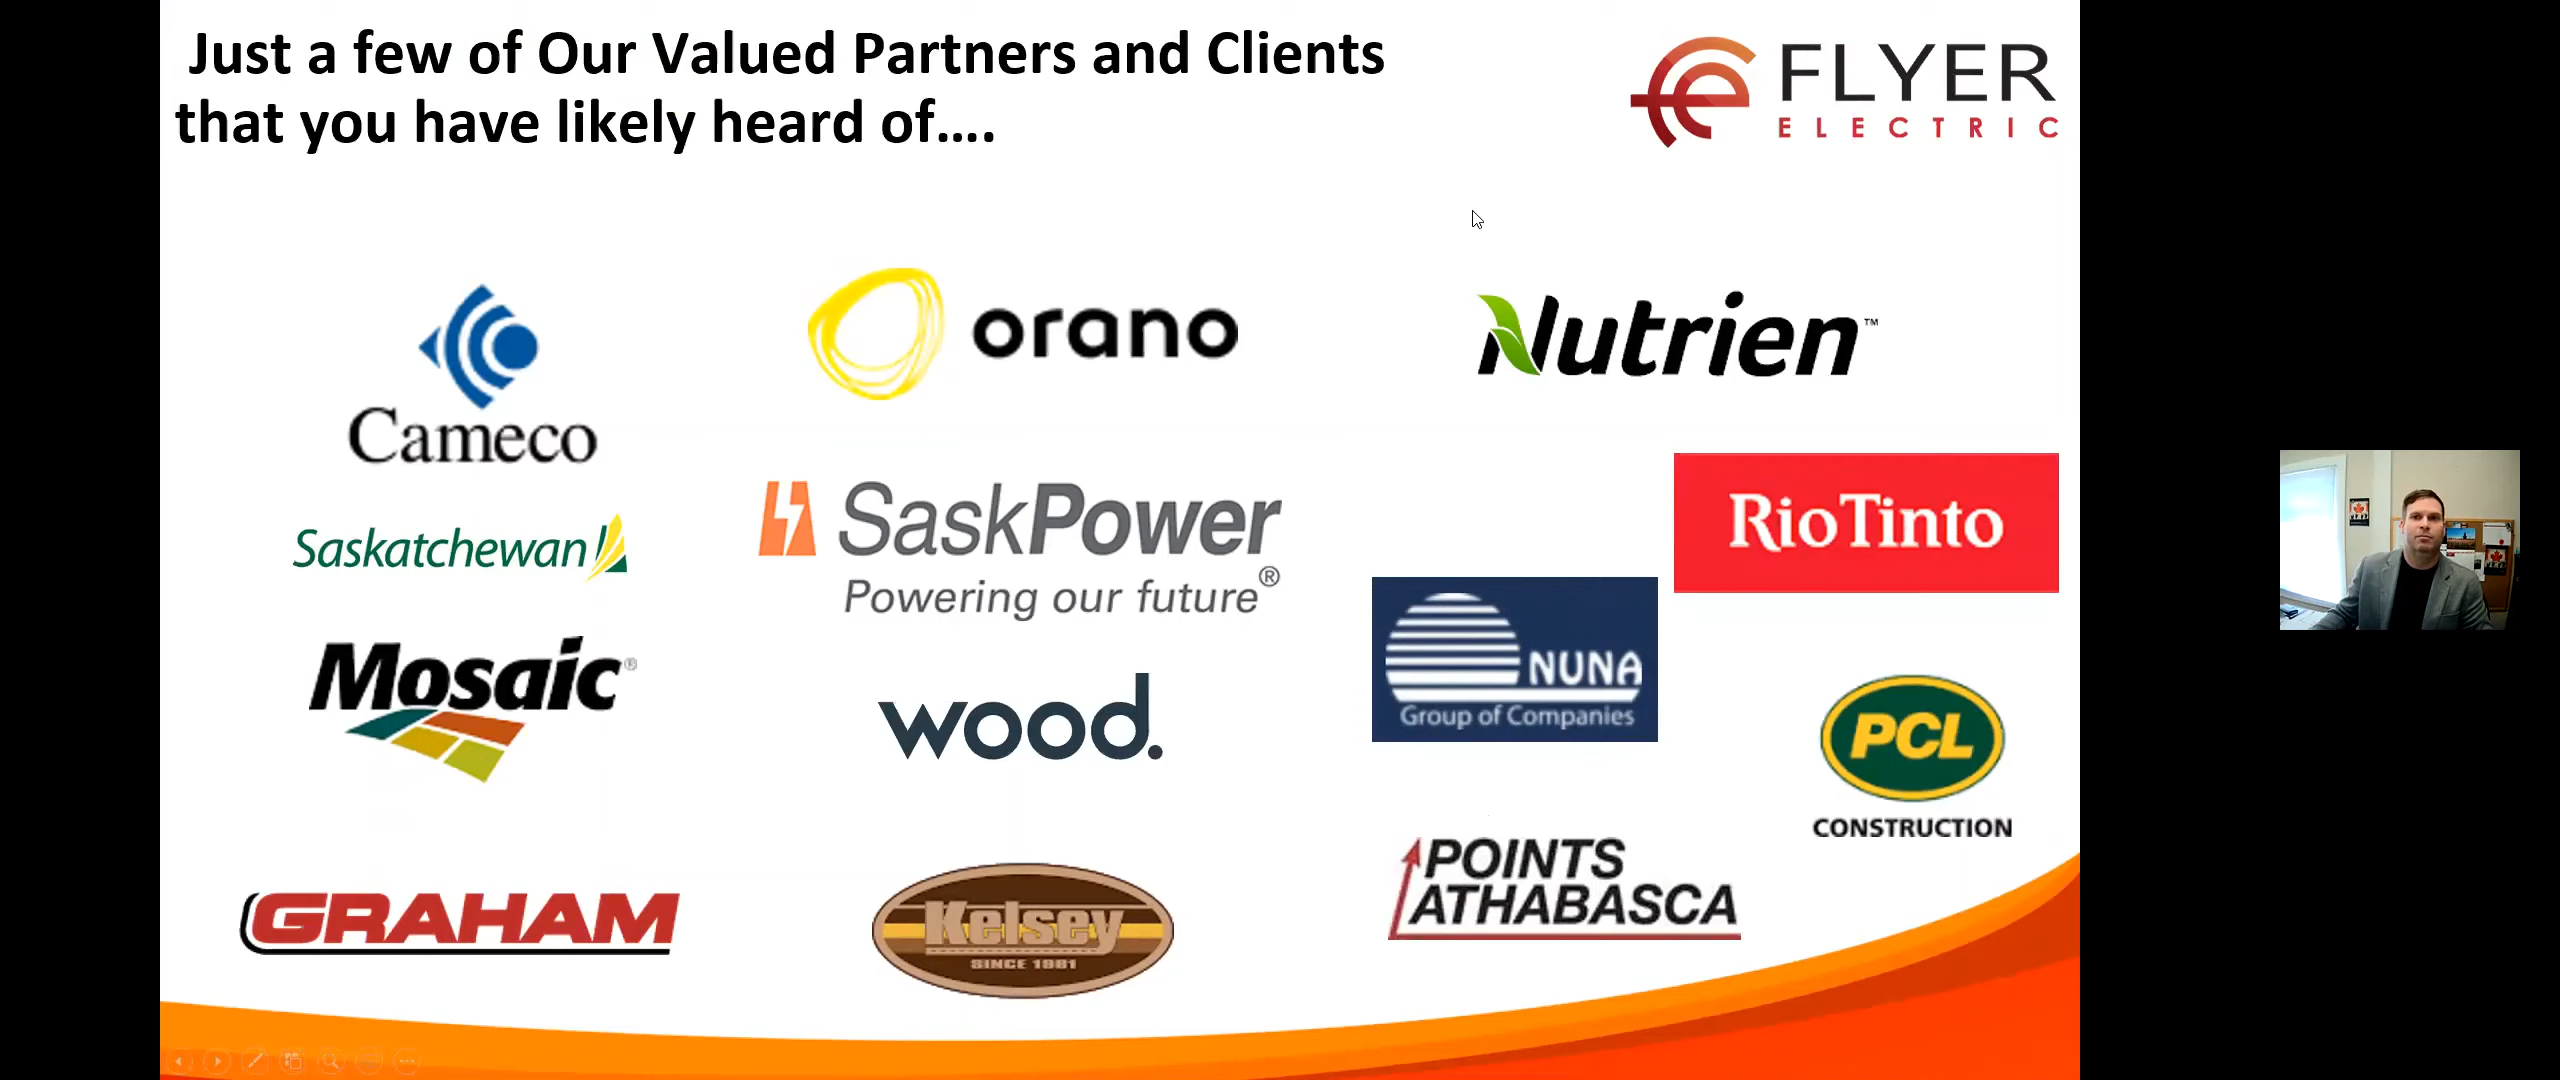 Just a few of Our Valued Partners and Clients
that you have likely heard of....
FLYER
ELECTRIC
Cameco
orano
Nutrien™
Saskatchewan
SaskPower
Powering our future®
RioTinto
Mosaic®
wood.
NUNA
Group of Companies
PCL
CONSTRUCTION
GRAHAM
Kelsey
SINCE 1981
POINTS
ATHABASCA